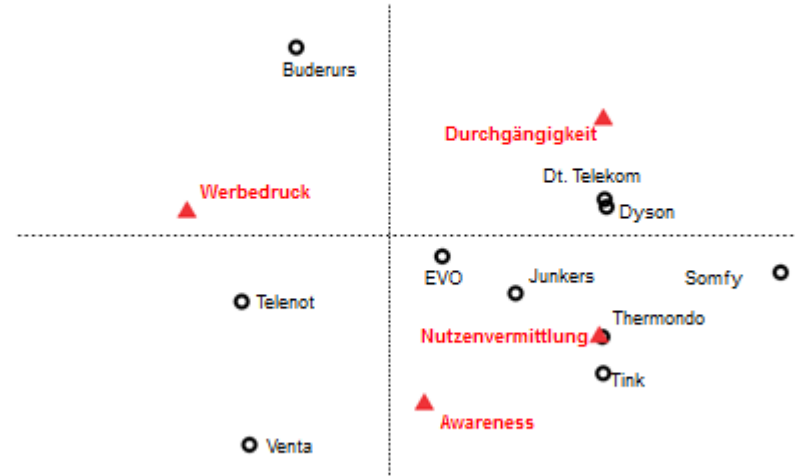 Buderurs
Durchgängigkeit
Dt. Telekom
Werbedruck
Dyson
EVO
Junkers
Somfy
Telenot
Thermondo
Nutzenvermittlung
Tink
Awareness
Venta